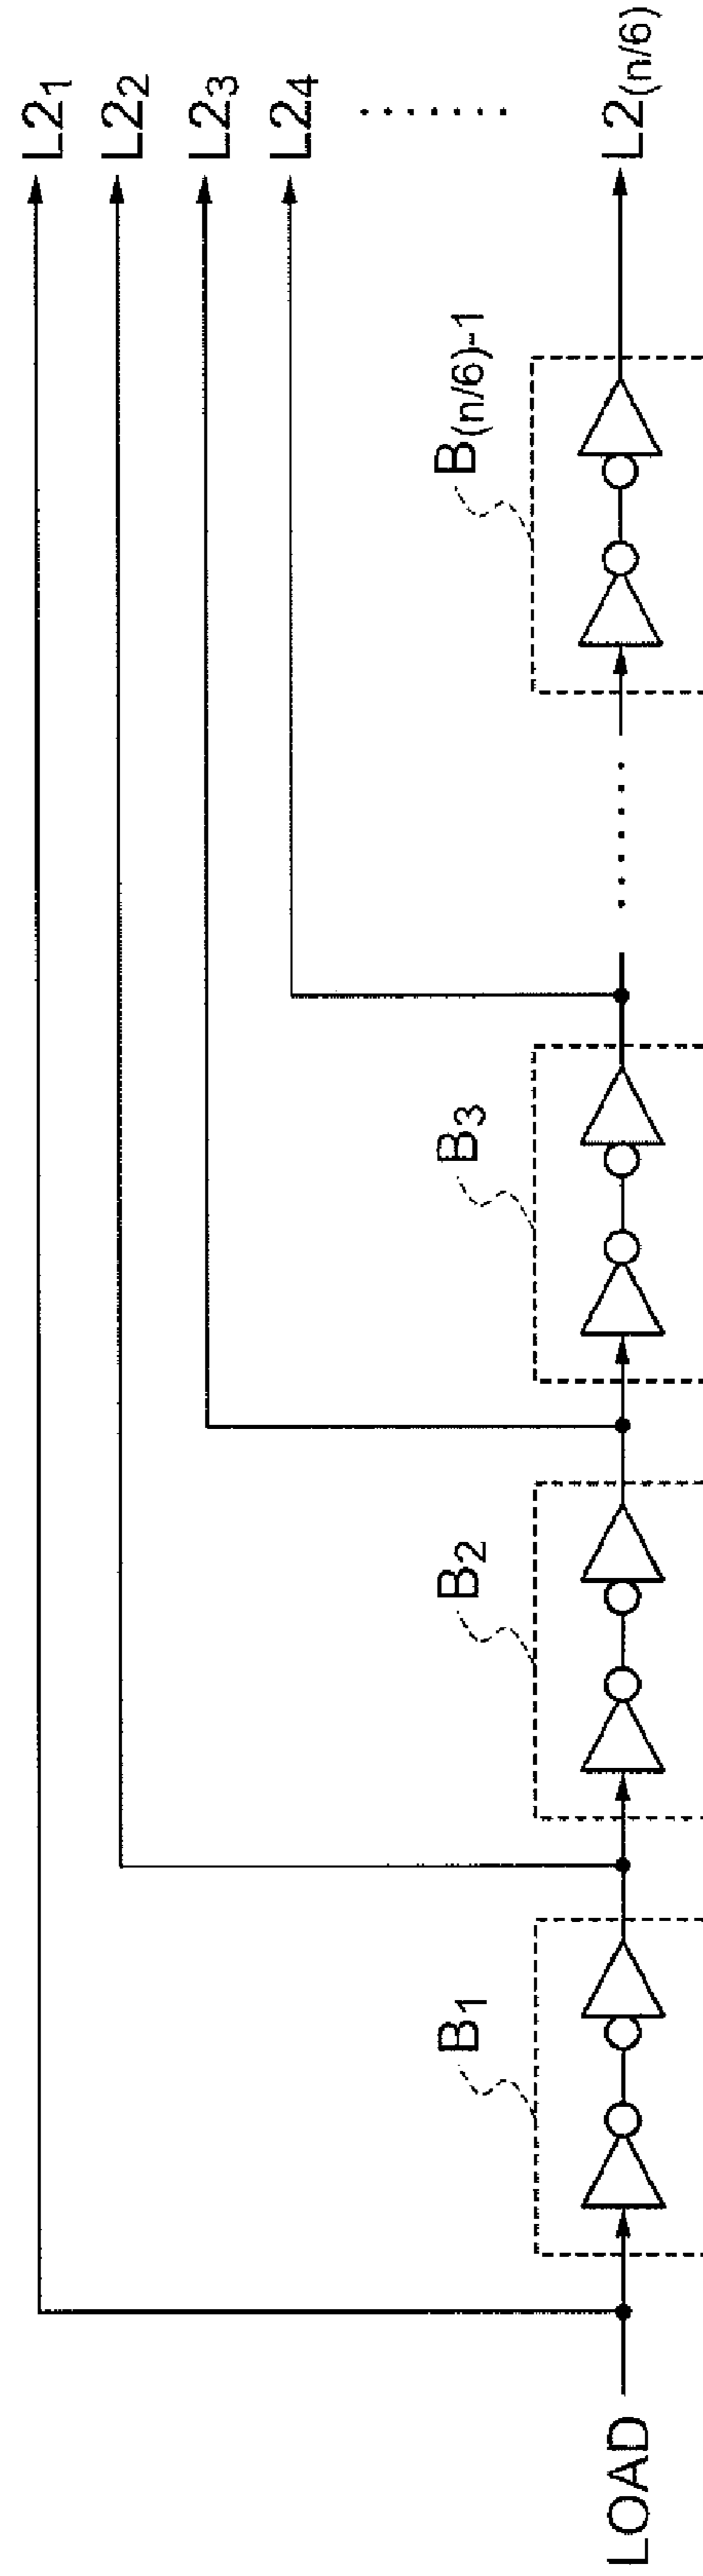 L2₁
L2₂
L2₃
L2₄
.......
L2₍ₙ/₆₎
B₁
B₂
B₃
B₍ₙ/₆₎₋₁
LOAD
.......